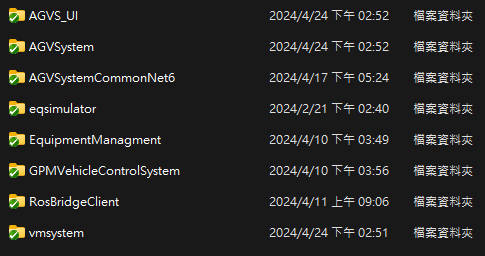 AGVS_UI 2024/4/24 下午 02:52 檔案資料夾
AGVSystem 2024/4/24 下午 02:52 檔案資料夾
AGVSystemCommonNet6 2024/4/17 下午 05:24 檔案資料夾
eqsimulator 2024/2/21 下午 02:40 檔案資料夾
EquipmentManagment 2024/4/10 下午 03:49 檔案資料夾
GPMVehicleControlSystem 2024/4/10 下午 03:56 檔案資料夾
RosBridgeClient 2024/4/11 上午 09:06 檔案資料夾
vmsystem 2024/4/24 下午 02:51 檔案資料夾